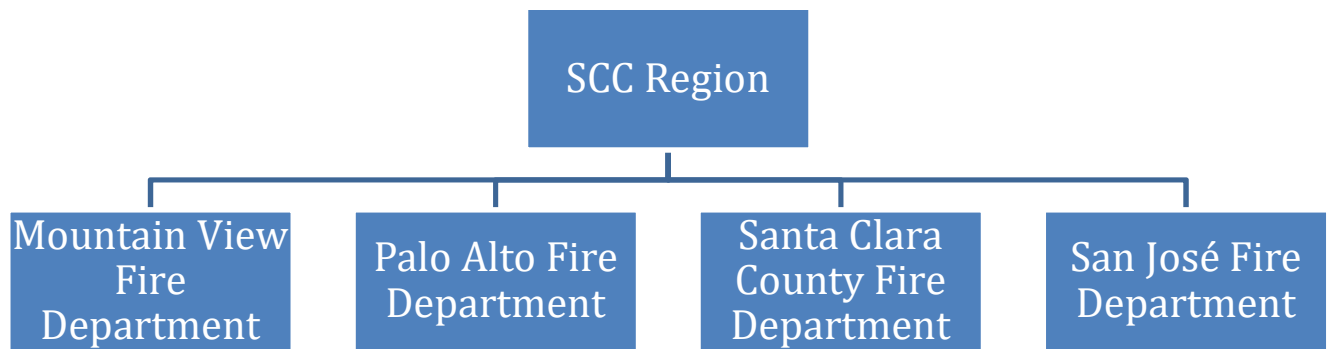 SCC Region
Mountain View
Fire
Department
Palo Alto Fire
Department
Santa Clara
County Fire
Department
San José Fire
Department